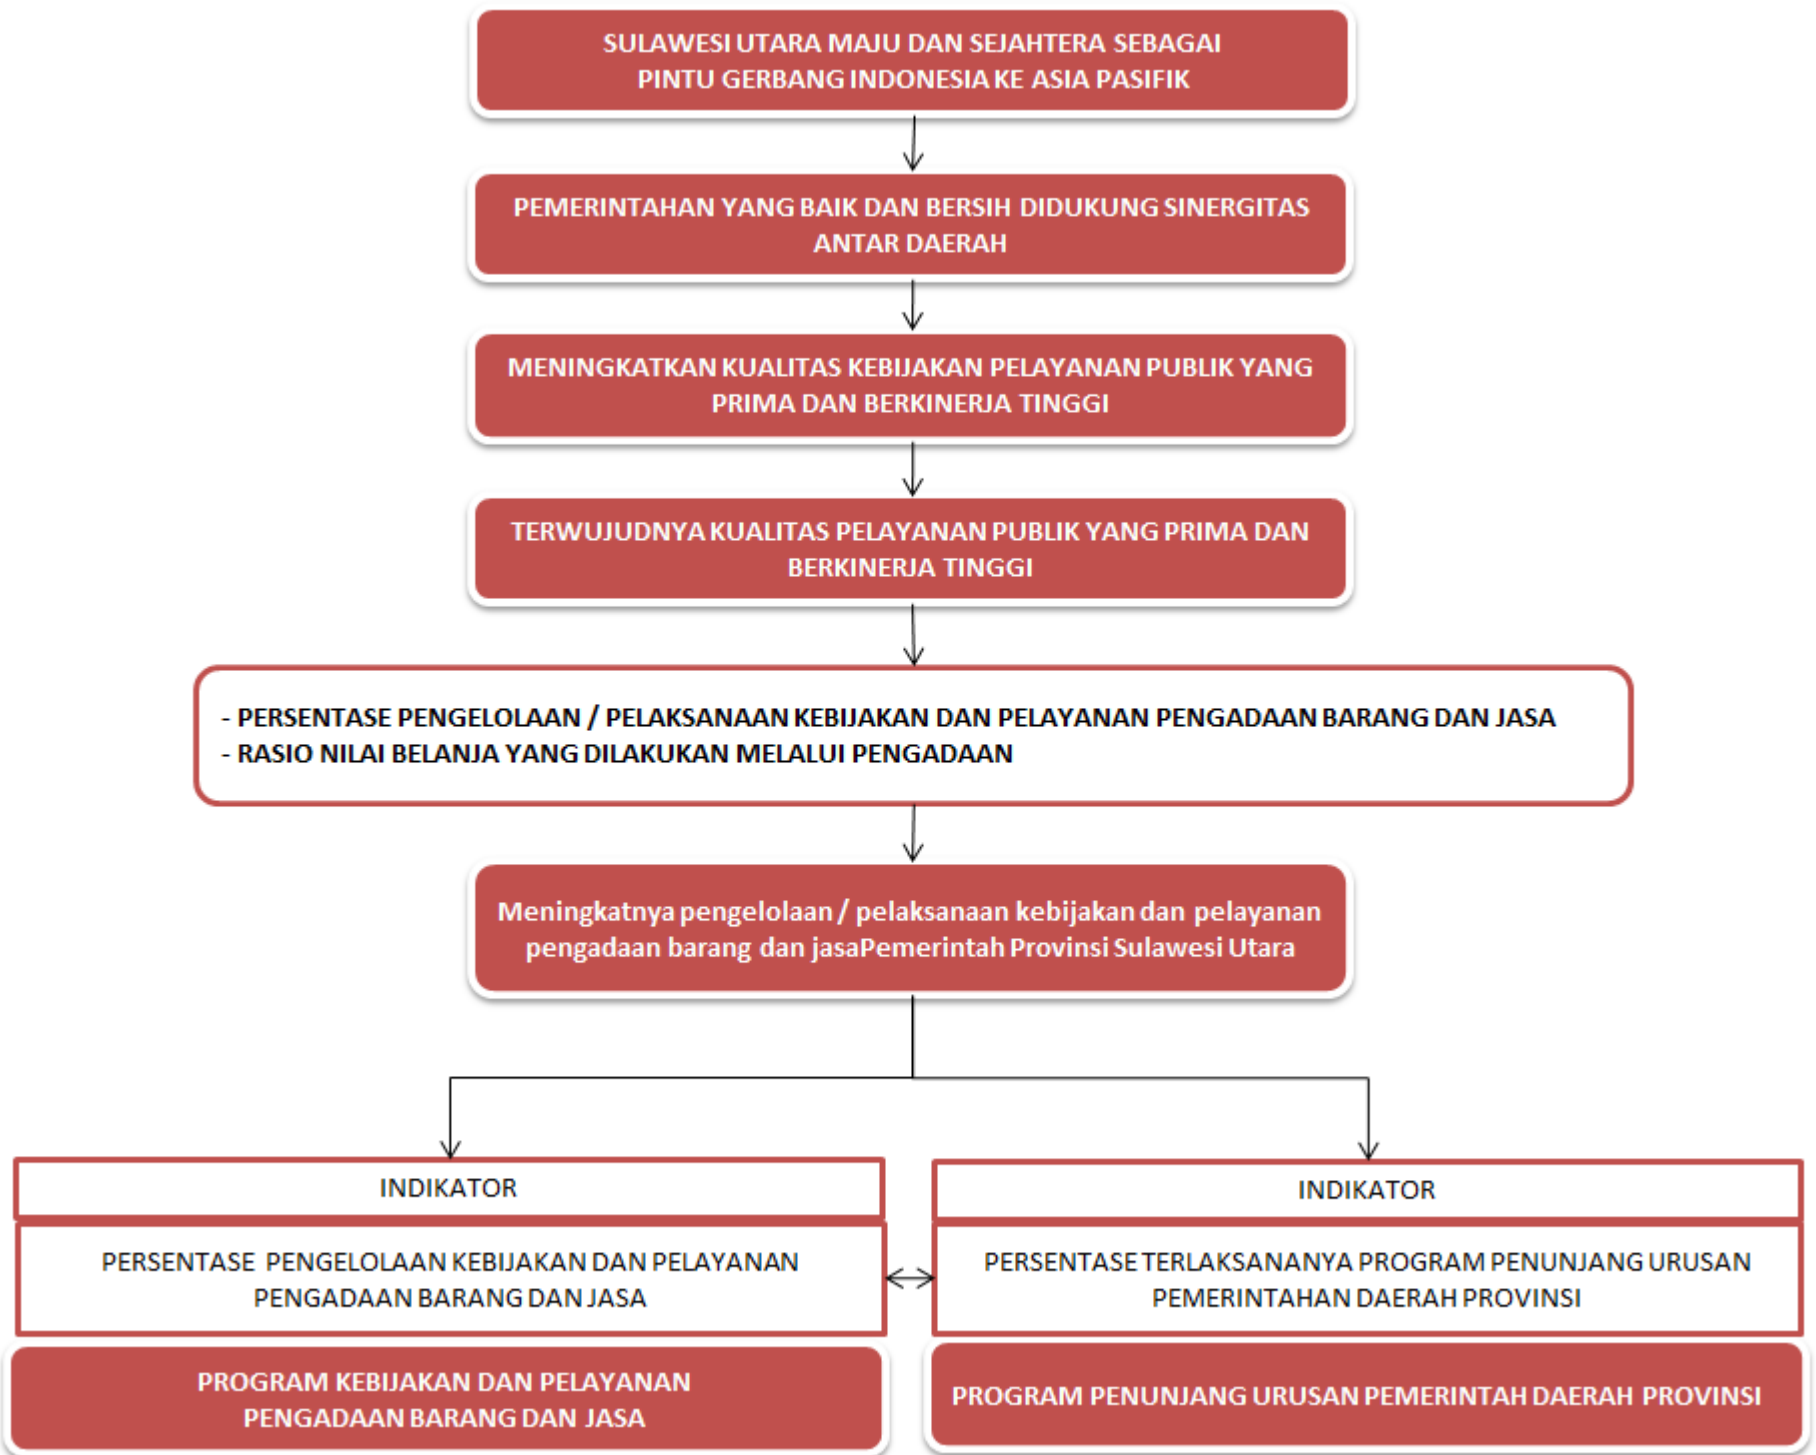 SULAWESI UTARA MAJU DAN SEJAHTERA SEBAGAI
PINTU GERBANG INDONESIA KE ASIA PASIFIK
PEMERINTAHAN YANG BAIK DAN BERSIH DIDUKUNG SINERGITAS
ANTAR DAERAH
MENINGKATKAN KUALITAS KEBIJAKAN PELAYANAN PUBLIK YANG
PRIMA DAN BERKINERJA TINGGI
TERWUJUDNYA KUALITAS PELAYANAN PUBLIK YANG PRIMA DAN
BERKINERJA TINGGI
- PERSENTASE PENGELOLAAN / PELAKSANAAN KEBIJAKAN DAN PELAYANAN PENGADAAN BARANG DAN JASA
- RASIO NILAI BELANJA YANG DILAKUKAN MELALUI PENGADAAN
Meningkatnya pengelolaan / pelaksanaan kebijakan dan pelayanan
pengadaan barang dan jasaPemerintah Provinsi Sulawesi Utara
INDIKATOR
PERSENTASE PENGELOLAAN KEBIJAKAN DAN PELAYANAN
PENGADAAN BARANG DAN JASA
PROGRAM KEBIJAKAN DAN PELAYANAN
PENGADAAN BARANG DAN JASA
INDIKATOR
PERSENTASE TERLAKSANANYA PROGRAM PENUNJANG URUSAN
PEMERINTAHAN DAERAH PROVINSI
PROGRAM PENUNJANG URUSAN PEMERINTAH DAERAH PROVINSI